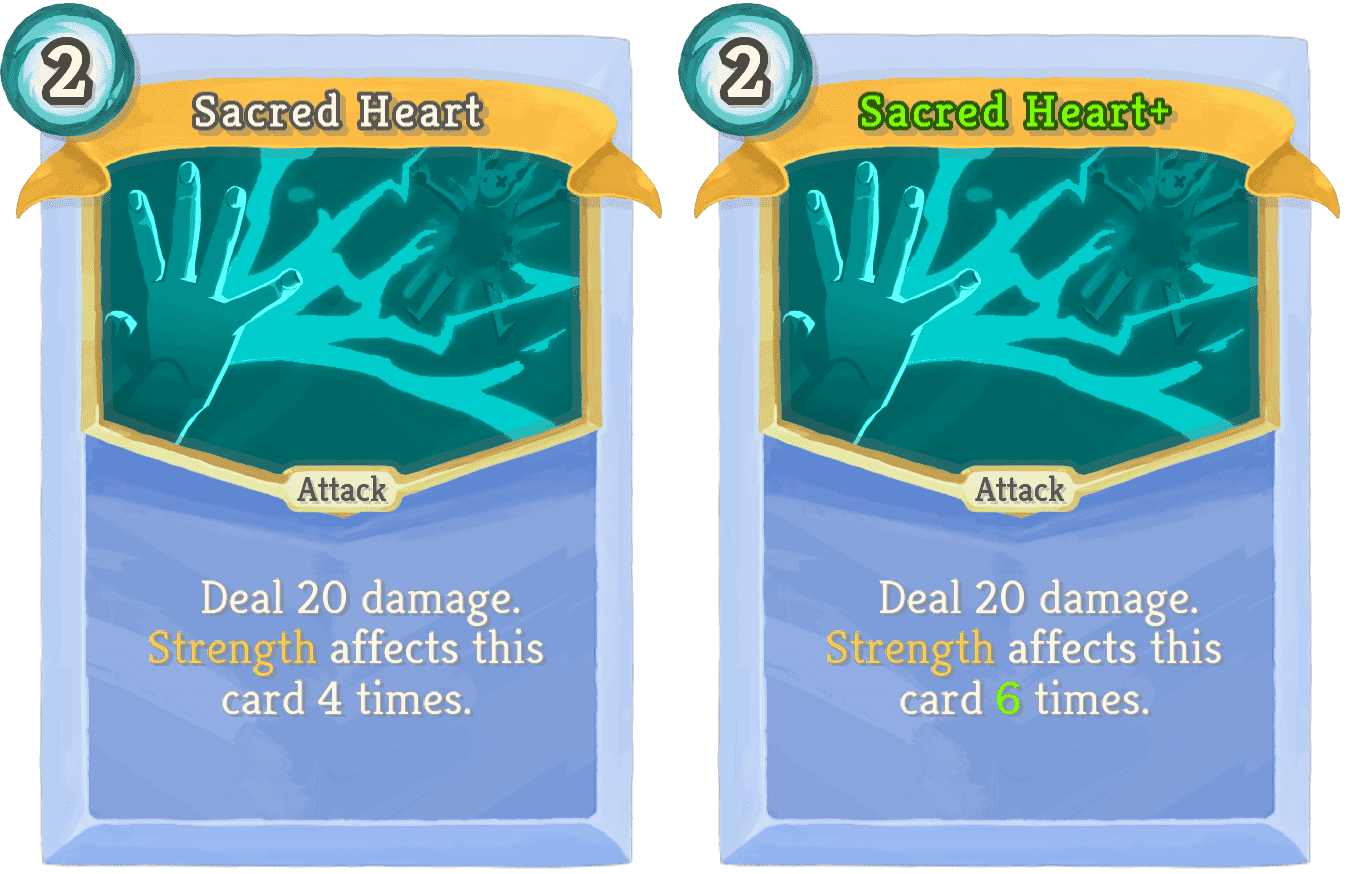 2
Sacred Heart
Attack
Deal 20 damage.
Strength affects this
card 4 times.
2
Sacred Heart+
Attack
Deal 20 damage.
Strength affects this
card 6 times.